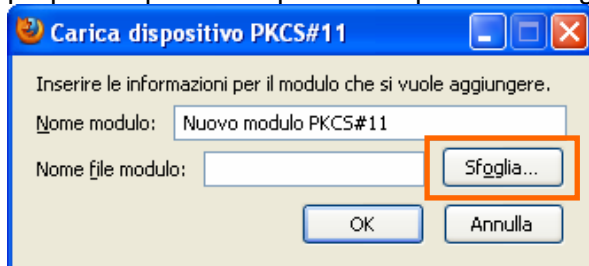 Carica dispositivo PKCS#11
Inserire le informazioni per il modulo che si vuole aggiungere.
Nome modulo: Nuovo modulo PKCS#11
Nome file modulo: Sfoglia...
OK Annulla